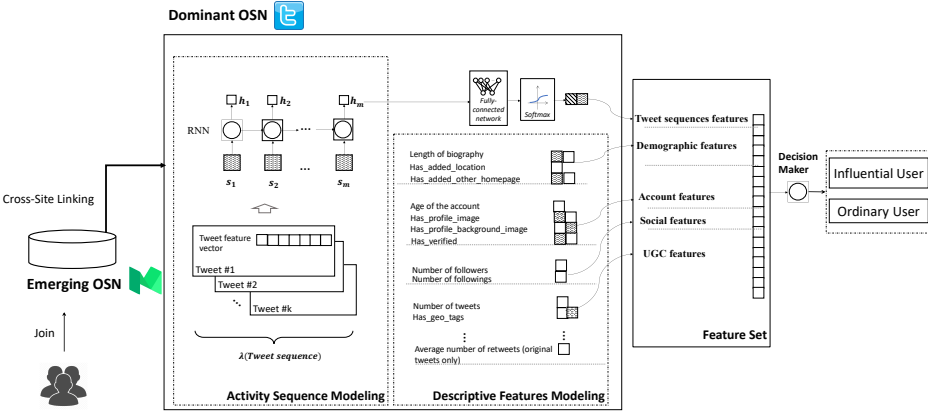 Dominant OSN
h1
h2
hm
RNN
...
s1
s2
...
sm
Fully-
connected
network
Softmax
Tweet sequences features
Demographic features
Account features
Social features
UGC features
Feature Set
Decision
Maker
Influential User
Ordinary User
Length of biography
Has_added_location
Has_added_other_homepage
Age of the account
Has_profile_image
Has_profile_background_image
Has_verified
Number of followers
Number of followings
Number of tweets
Has_geo_tags
Average number of retweets (original
tweets only)
Descriptive Features Modeling
Tweet feature
vector
Tweet #1
Tweet #2
Tweet #k
λ(Tweet sequence)
Activity Sequence Modeling
Cross-Site Linking
Emerging OSN
Join